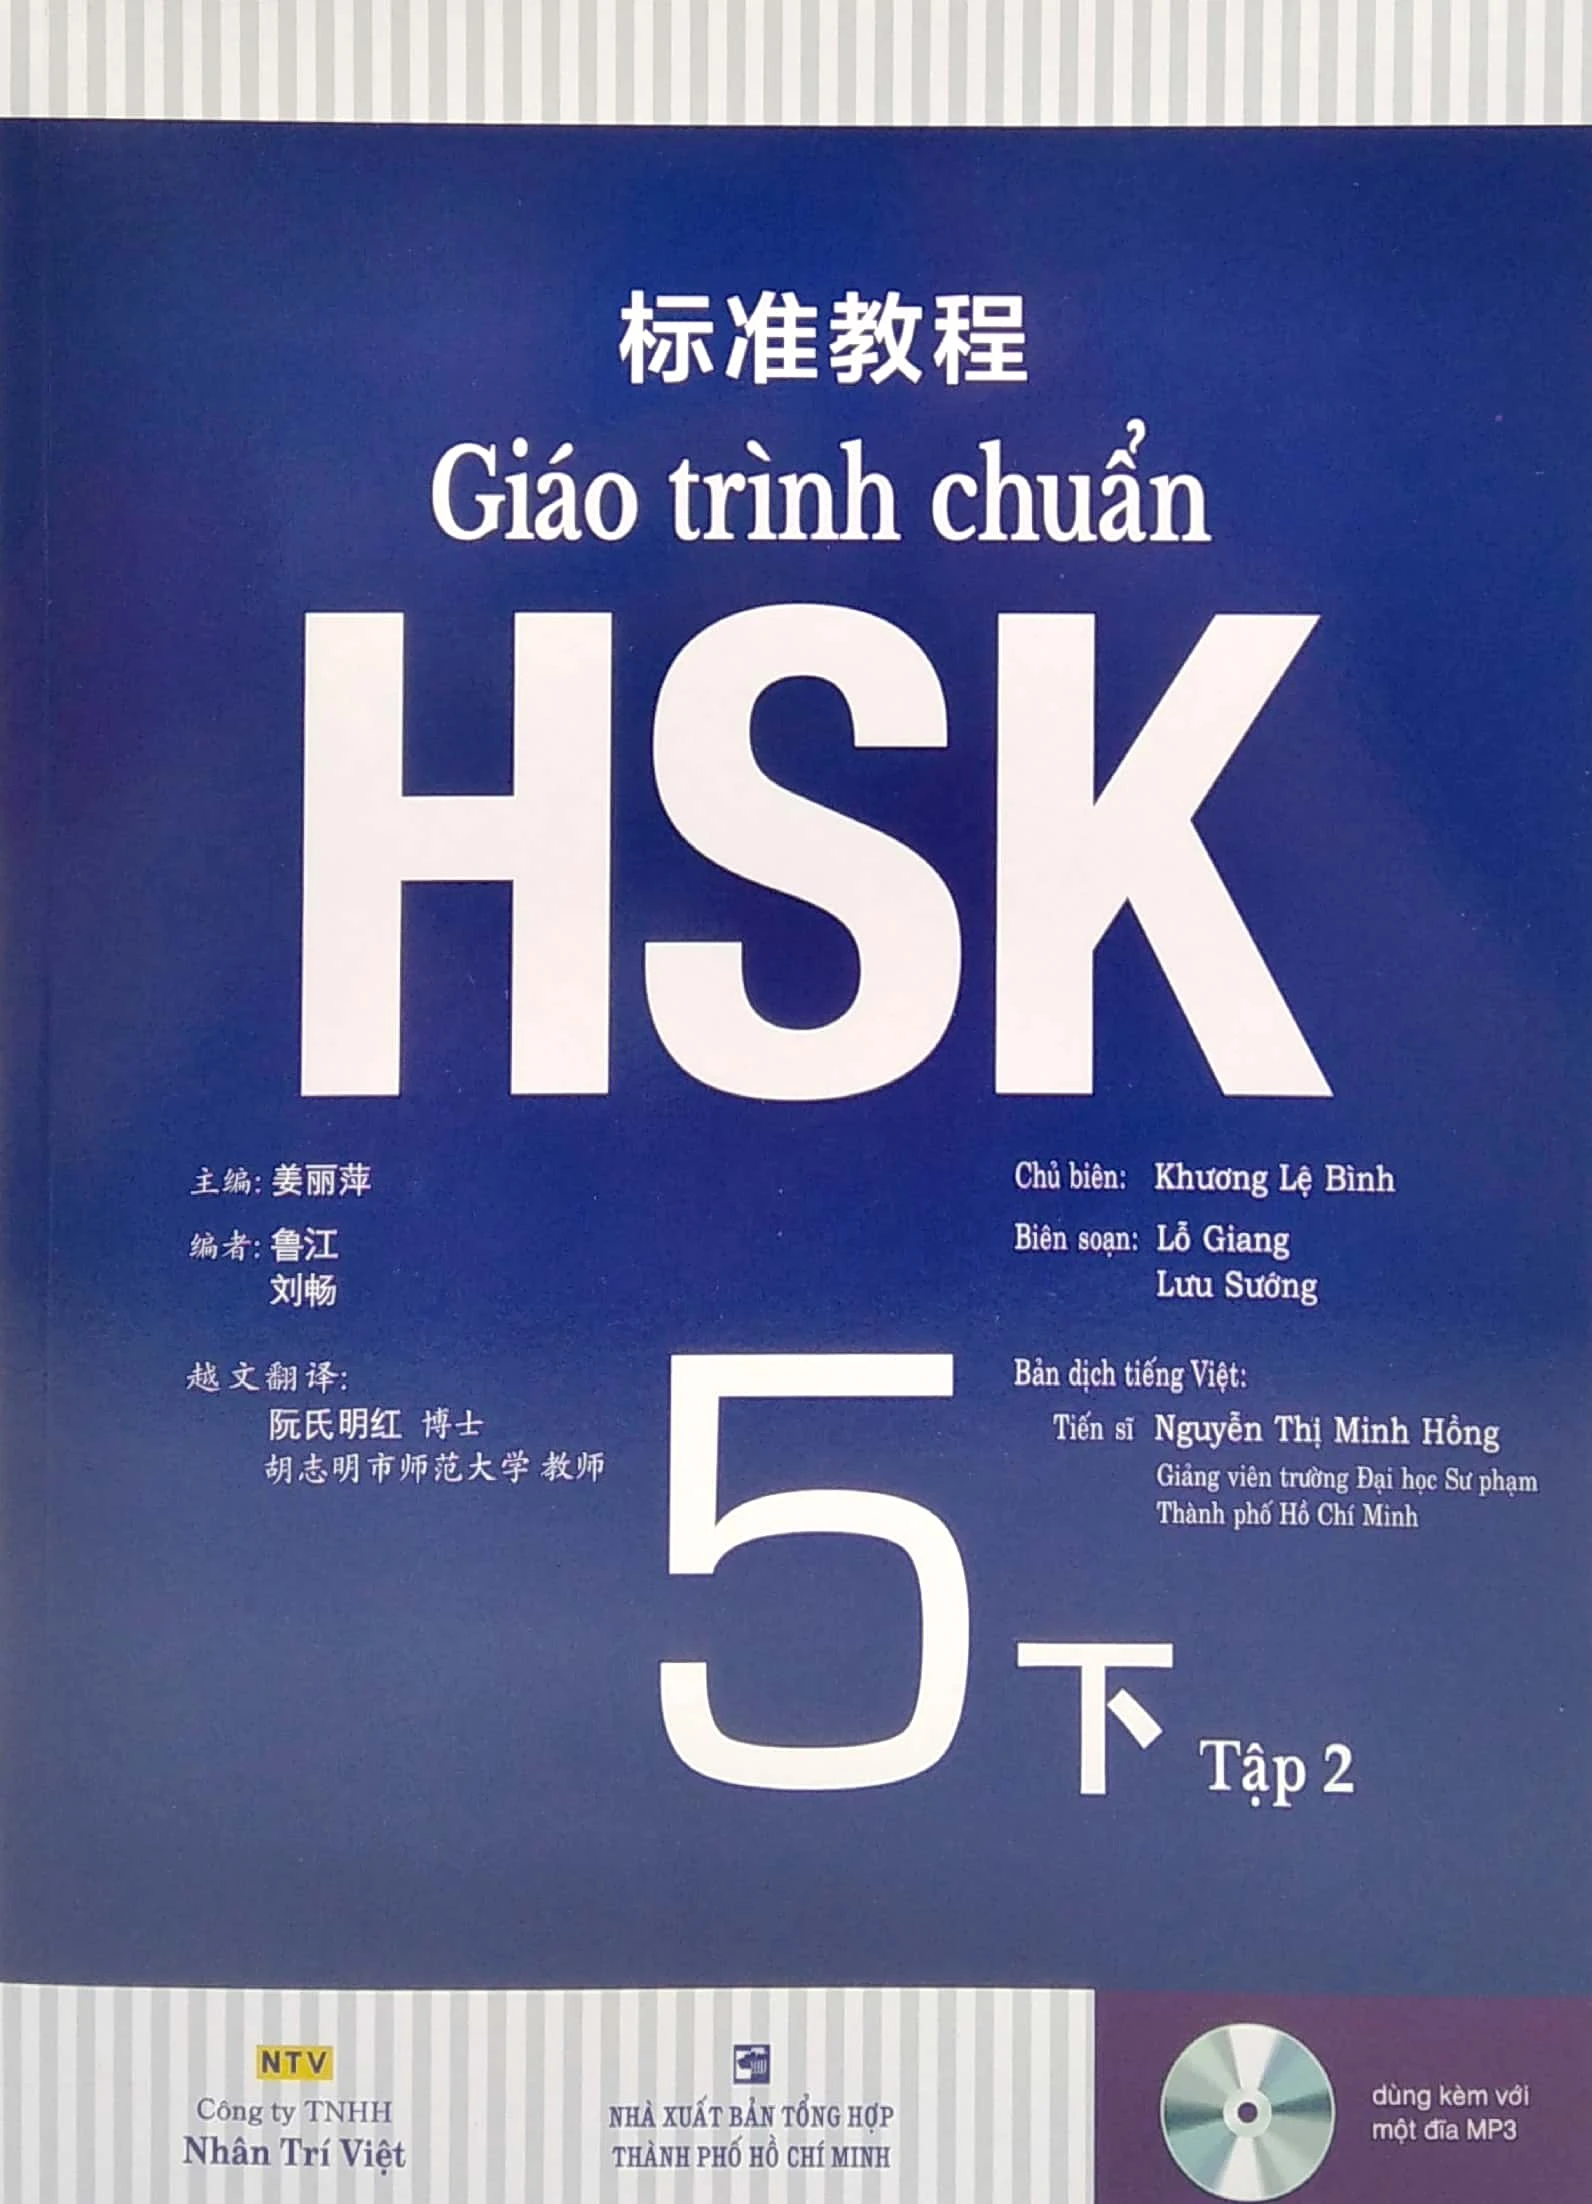 标准教程
Giáo trình chuẩn
HSK
主编: 姜丽萍
编者: 鲁江
刘畅
越文翻译:
阮氏明红 博士
胡志明市师范大学 教师
Chủ biên: Khương Lệ Bình
Biên soạn: Lỗ Giang
Lưu Sướng
Bản dịch tiếng Việt:
Tiến sĩ Nguyễn Thị Minh Hồng
Giảng viên trường Đại học Sư phạm
Thành phố Hồ Chí Minh
5下 Tập 2
NTV
Công ty TNHH
Nhân Trí Việt
NHÀ XUẤT BẢN TỔNG HỢP
THÀNH PHỐ HỒ CHÍ MINH
dùng kèm với
một đĩa MP3